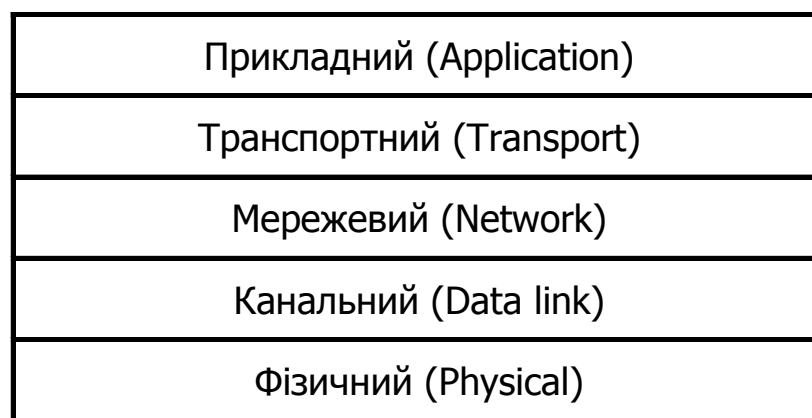 Прикладний (Application)
Транспортний (Transport)
Мережевий (Network)
Канальний (Data link)
Фізичний (Physical)